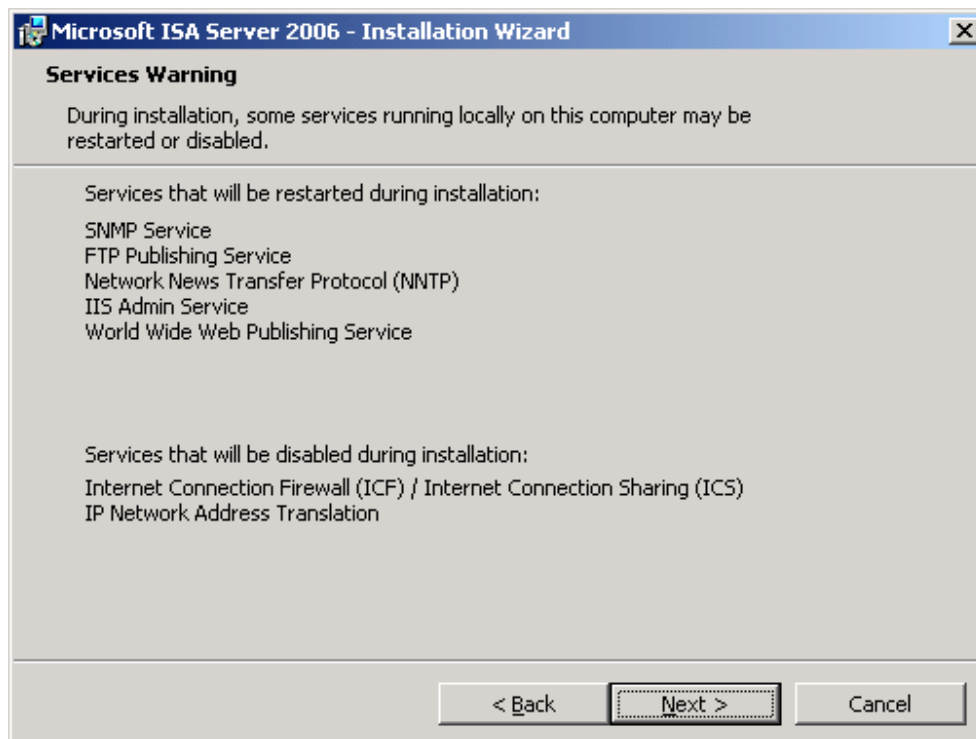 Microsoft ISA Server 2006 - Installation Wizard
Services Warning
During installation, some services running locally on this computer may be
restarted or disabled.
Services that will be restarted during installation:
SNMP Service
FTP Publishing Service
Network News Transfer Protocol (NNTP)
IIS Admin Service
World Wide Web Publishing Service
Services that will be disabled during installation:
Internet Connection Firewall (ICF) / Internet Connection Sharing (ICS)
IP Network Address Translation
< Back Next > Cancel